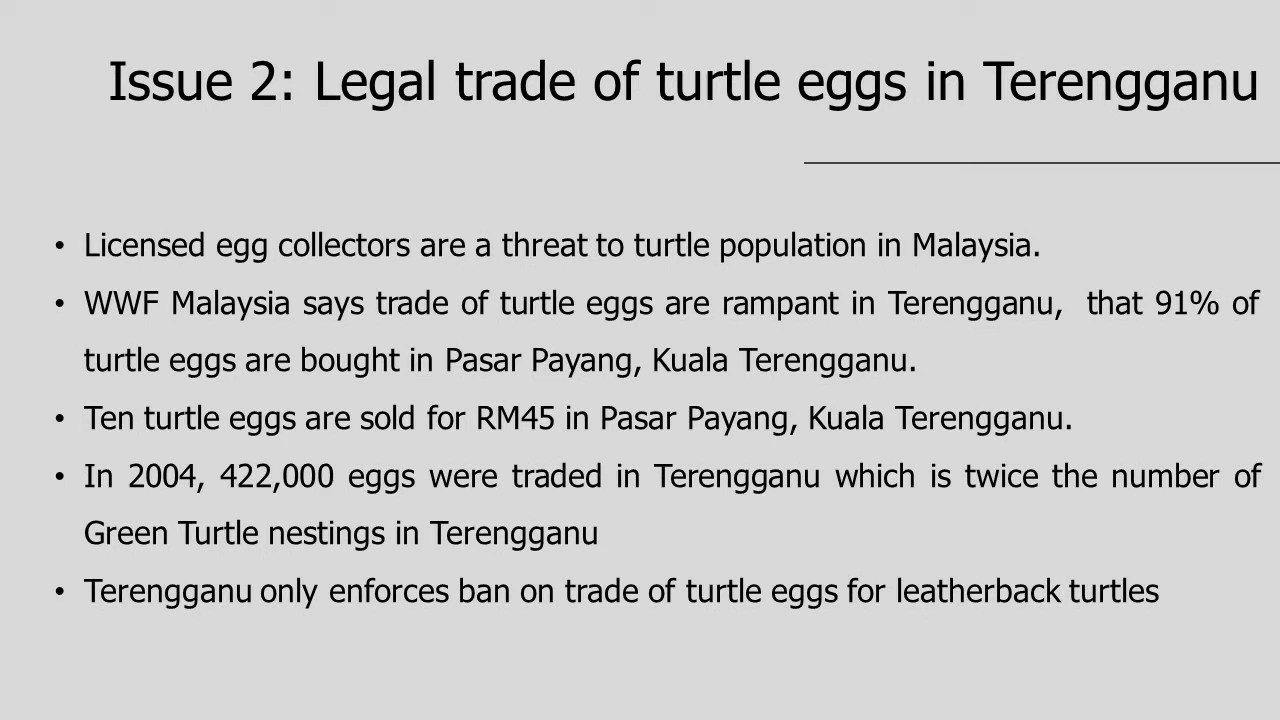 Issue 2: Legal trade of turtle eggs in Terengganu
• Licensed egg collectors are a threat to turtle population in Malaysia.
• WWF Malaysia says trade of turtle eggs are rampant in Terengganu, that 91% of
turtle eggs are bought in Pasar Payang, Kuala Terengganu.
• Ten turtle eggs are sold for RM45 in Pasar Payang, Kuala Terengganu.
• In 2004, 422,000 eggs were traded in Terengganu which is twice the number of
Green Turtle nestings in Terengganu
• Terengganu only enforces ban on trade of turtle eggs for leatherback turtles